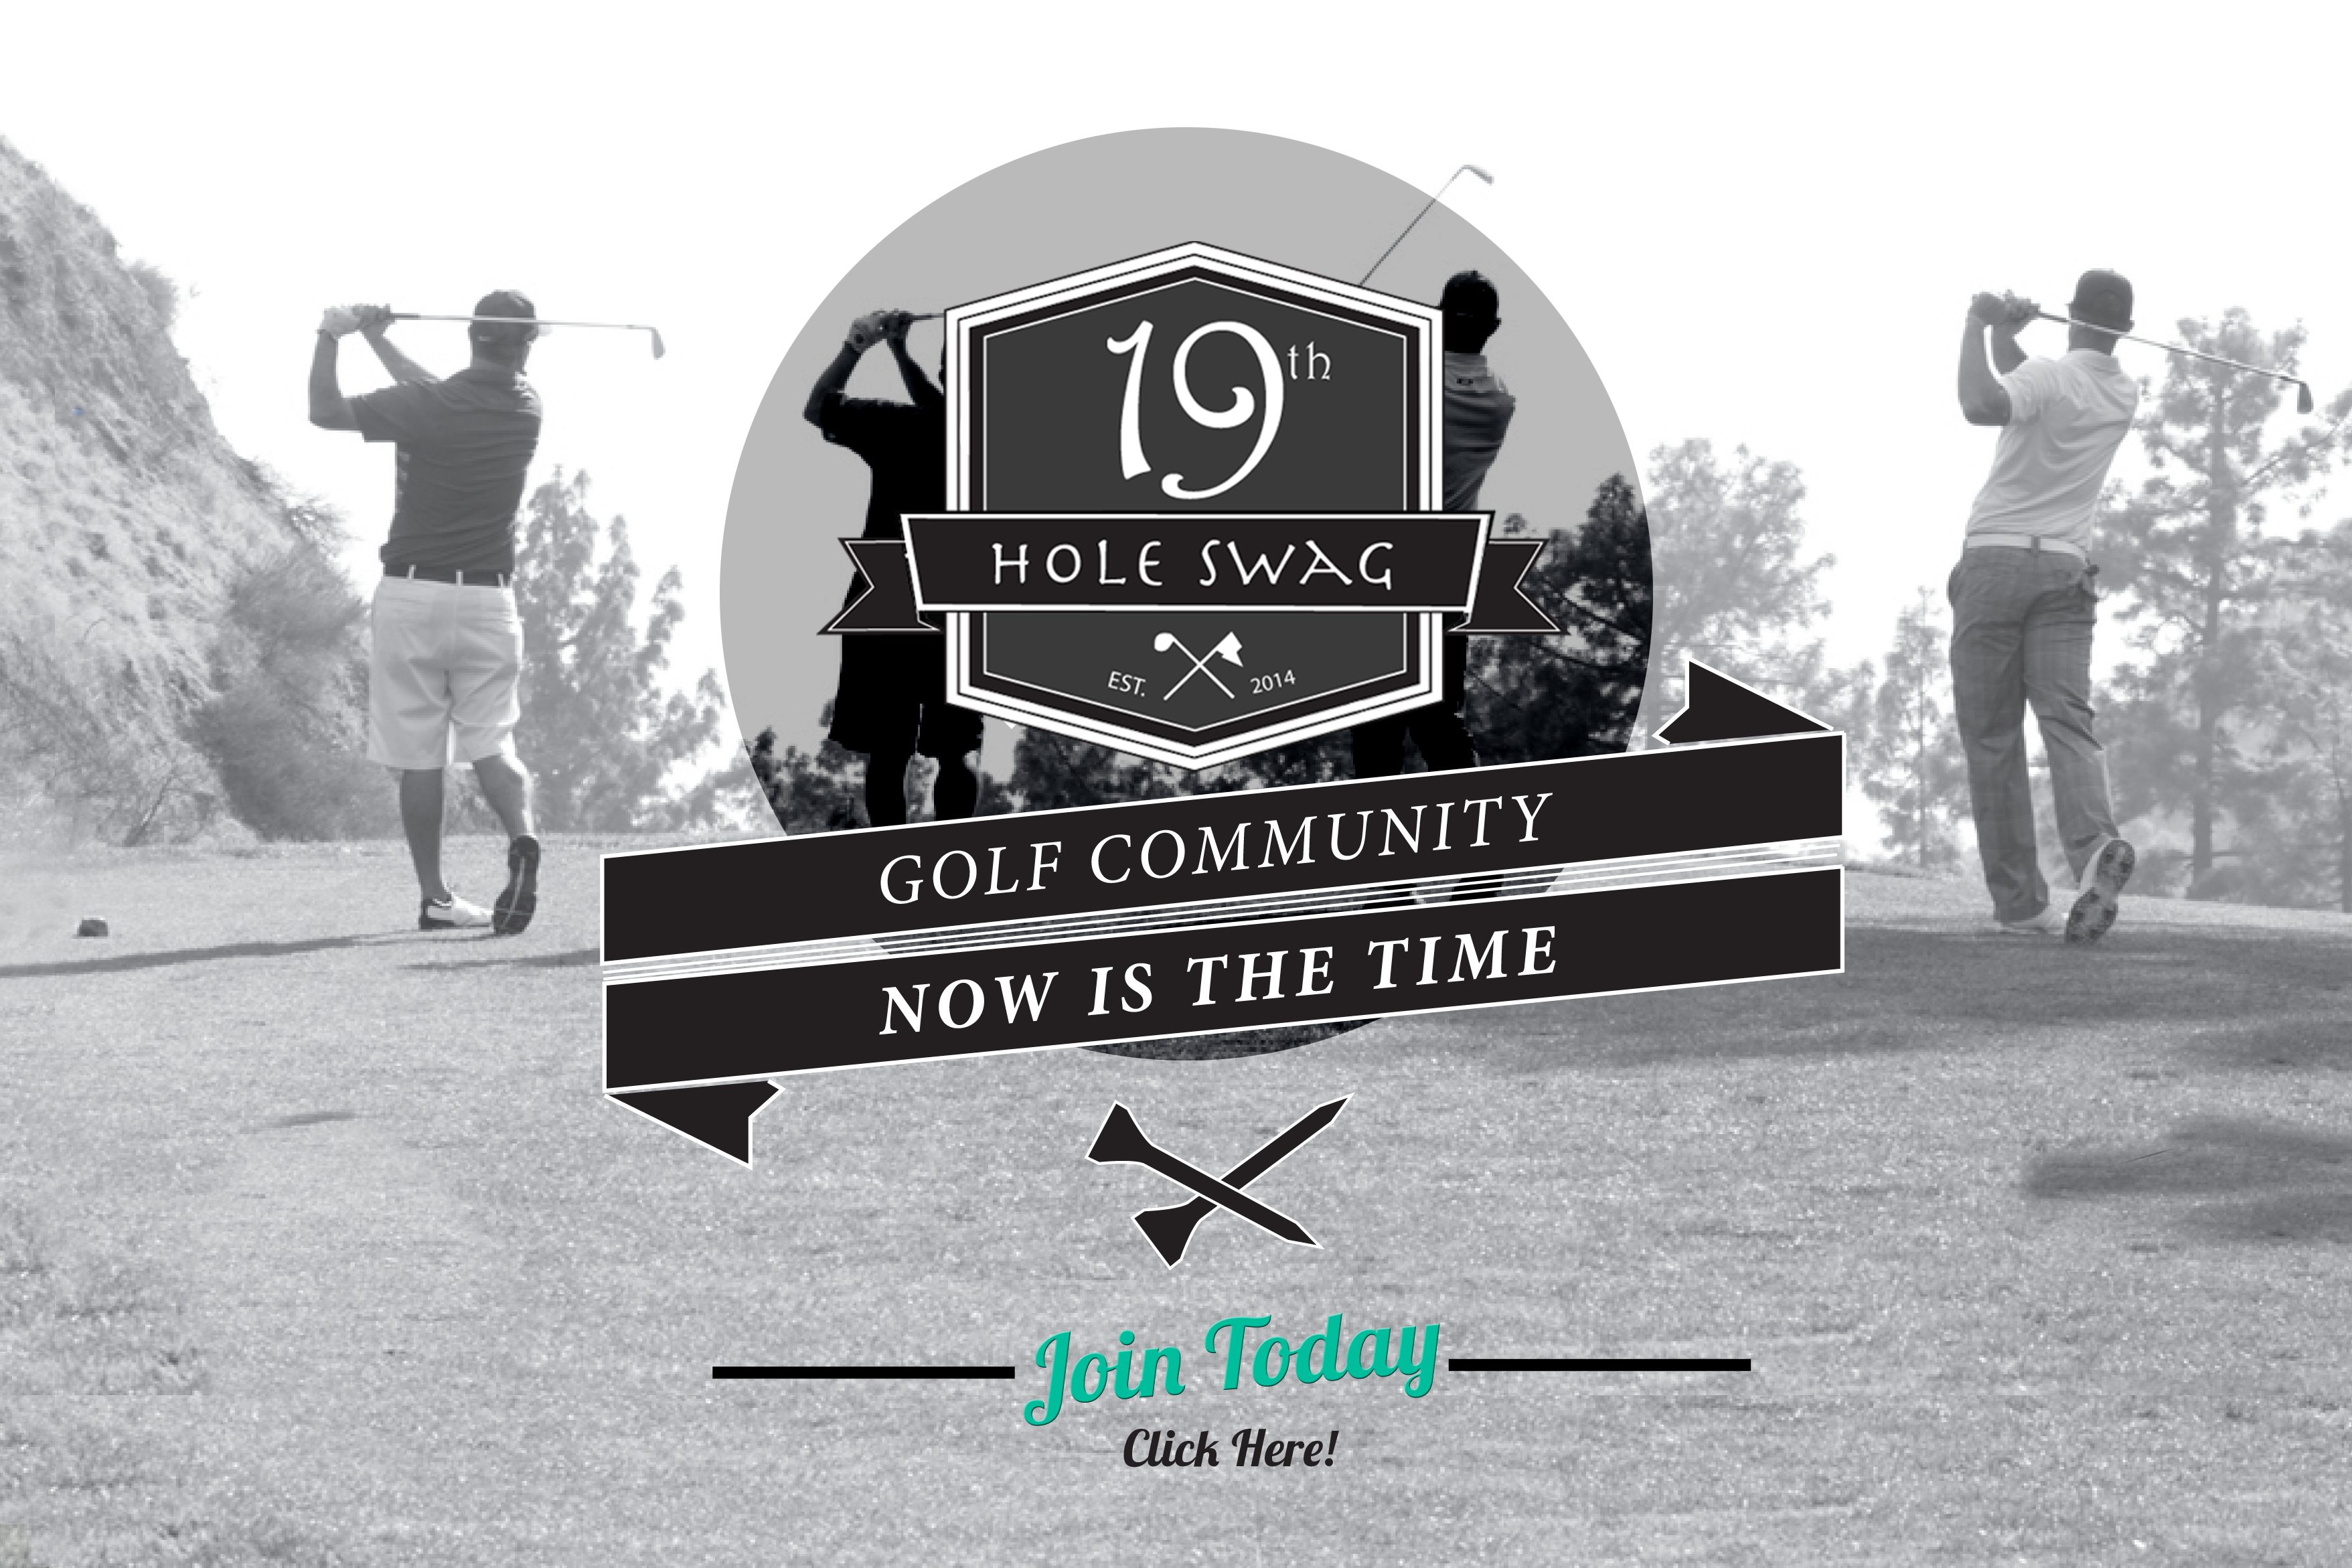 19th
HOLE SWAG
EST. 2014
GOLF COMMUNITY
NOW IS THE TIME
Join Today
Click Here!